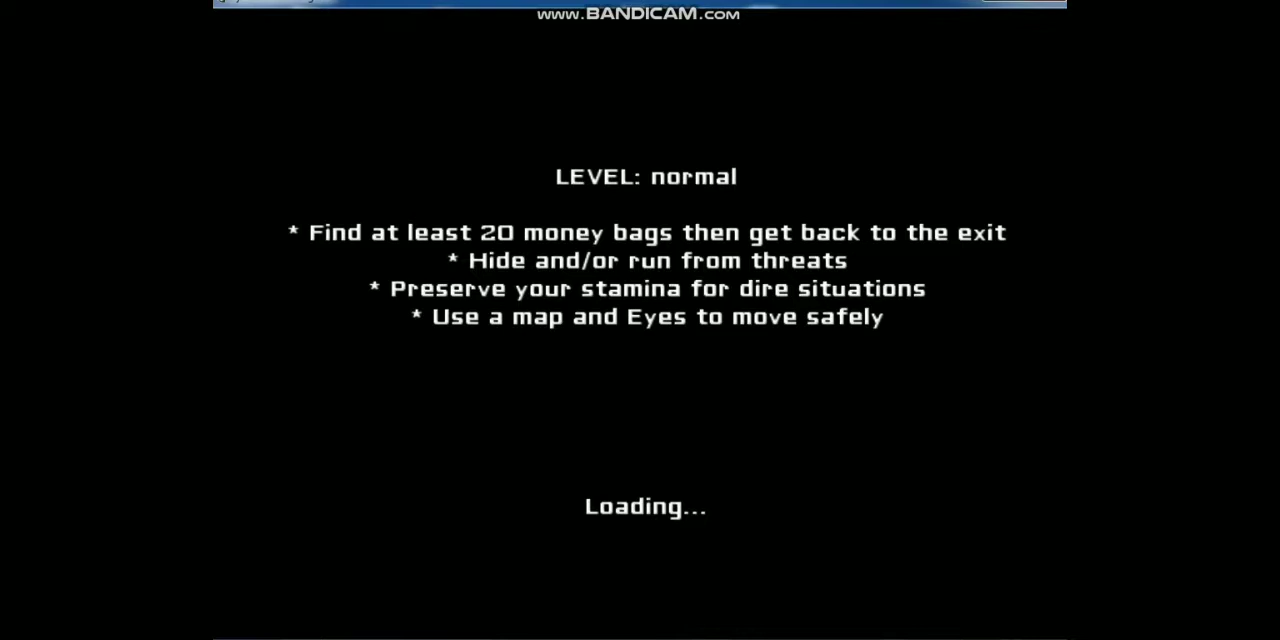 www.BANDICAM.com
LEVEL: normal
* Find at least 20 money bags then get back to the exit
* Hide and/or run from threats
* Preserve your stamina for dire situations
* Use a map and Eyes to move safely
Loading...